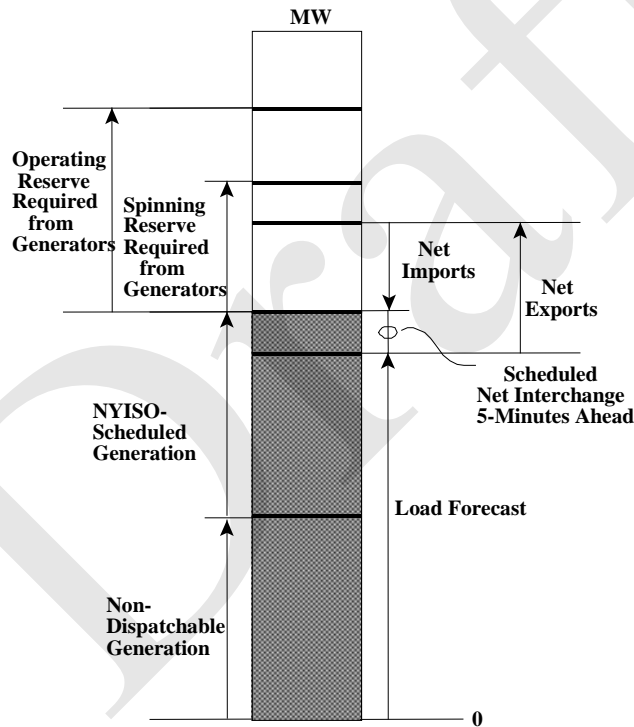 MW
Operating
Reserve
Required
from
Generators
Spinning
Reserve
Required
from
Generators
Net
Imports
Net
Exports
Scheduled
Net Interchange
5-Minutes Ahead
NYISO-
Scheduled
Generation
Load Forecast
Non-
Dispatchable
Generation
0
Draft